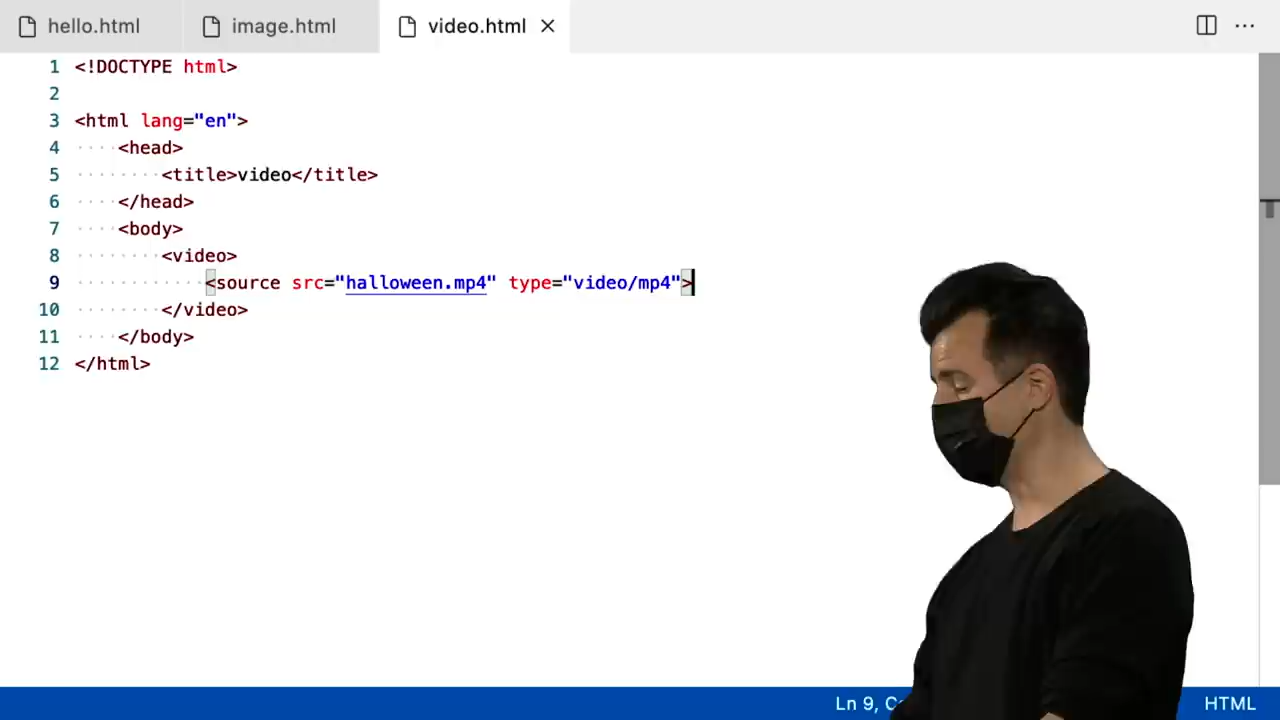 hello.html image.html video.html
1 <!DOCTYPE html>
2
3 <html lang="en">
4 <head>
5 <title>video</title>
6 </head>
7 <body>
8 <video>
9 <source src="halloween.mp4" type="video/mp4">
10 </video>
11 </body>
12 </html>
Ln 9, HTML